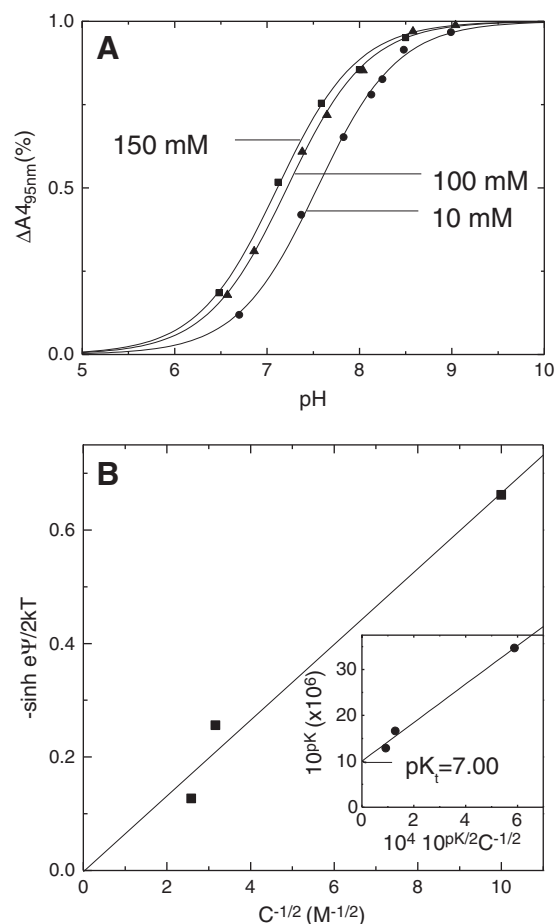 A
1.0
0.5
0.0
ΔA4₉₅ₙₘ(%)
150 mM
100 mM
10 mM
5 6 7 8 9 10
pH
B
0.6
0.4
0.2
0.0
-sinh eΨ/2kT
0 2 4 6 8 10
C⁻¹/² (M⁻¹/²)
30
20
10
0
10ᵖᴷ (x10⁶)
pKₜ=7.00
0 2 4 6
10⁴ 10ᵖᴷ/²C⁻¹/²